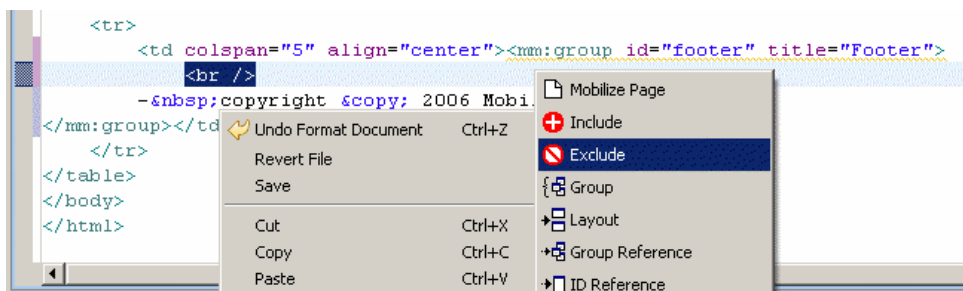 <tr>
<td colspan="5" align="center"><mm:group id="footer" title="Footer">
<br />
-&nbsp;copyright &copy; 2006 Mobi
</mm:group></td
</tr>
</table>
</body>
</html>
Undo Format Document Ctrl+Z
Revert File
Save
Cut Ctrl+X
Copy Ctrl+C
Paste Ctrl+V
Mobilize Page
Include
Exclude
Group
Layout
Group Reference
ID Reference